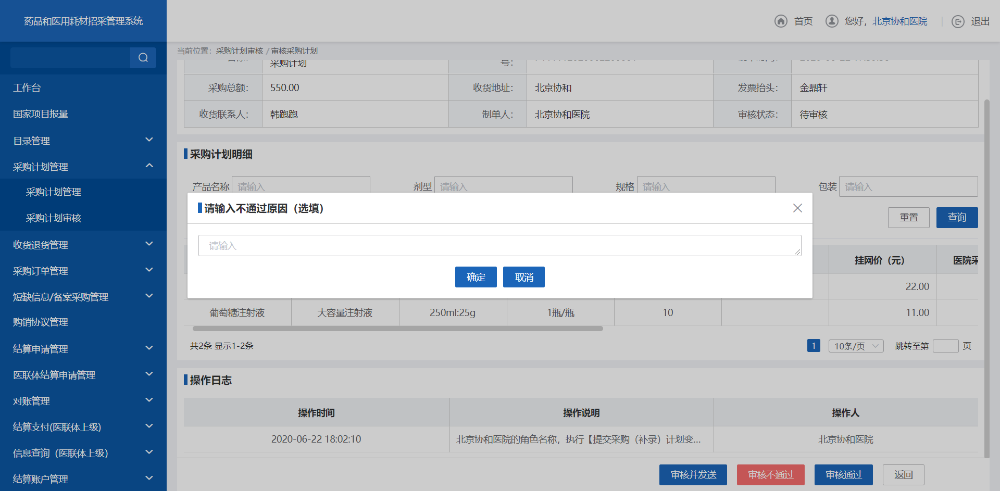 药品和医用耗材招采管理系统
首页
您好，北京协和医院
退出
当前位置：采购计划审核 / 审核采购计划
工作台
国家项目报量
目录管理
采购计划管理
采购计划管理
采购计划审核
收货退货管理
采购订单管理
短缺信息/备案采购管理
购销协议管理
结算申请管理
医联体结算申请管理
对账管理
结算支付(医联体上级)
信息查询（医联体上级）
结算账户管理
采购计划
号：
采购总额： 550.00 收货地址： 北京协和 发票抬头： 金鼎轩
收货联系人： 韩跑跑 制单人： 北京协和医院 审核状态： 待审核
采购计划明细
产品名称 请输入 剂型 请输入 规格 请输入 包装 请输入
重置 查询
请输入不通过原因（选填）
请输入
确定 取消
挂网价（元） 医院采
22.00
葡萄糖注射液 大容量注射液 250ml:25g 1瓶/瓶 10 11.00
共2条 显示1-2条
1 10条/页 跳转至第 页
操作日志
操作时间 操作说明 操作人
2020-06-22 18:02:10 北京协和医院的角色名称，执行【提交采购（补录）计划变... 北京协和医院
审核并发送 审核不通过 审核通过 返回